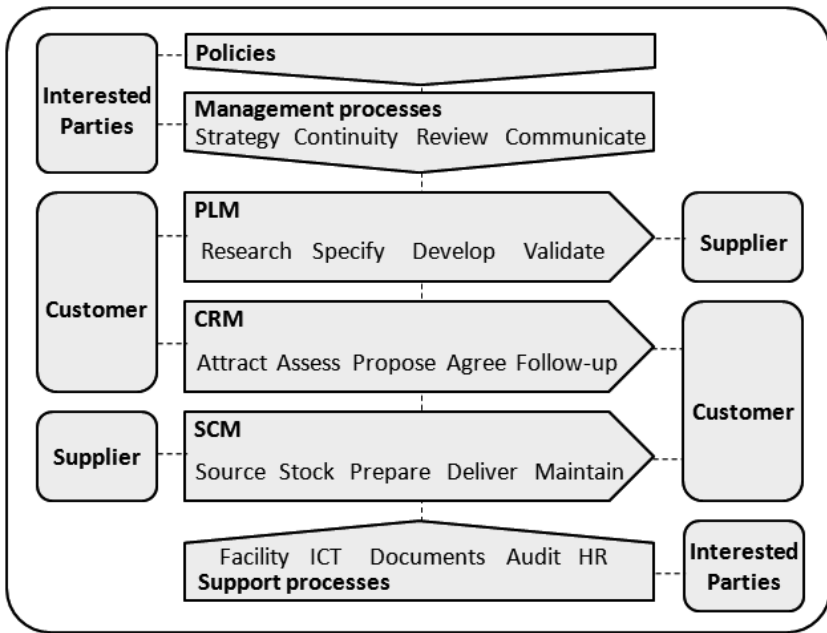 Interested
Parties
Policies
Management processes
Strategy Continuity Review Communicate
Customer
PLM
Research Specify Develop Validate
Supplier
CRM
Attract Assess Propose Agree Follow-up
Customer
Supplier
SCM
Source Stock Prepare Deliver Maintain
Facility ICT Documents Audit HR
Support processes
Interested
Parties